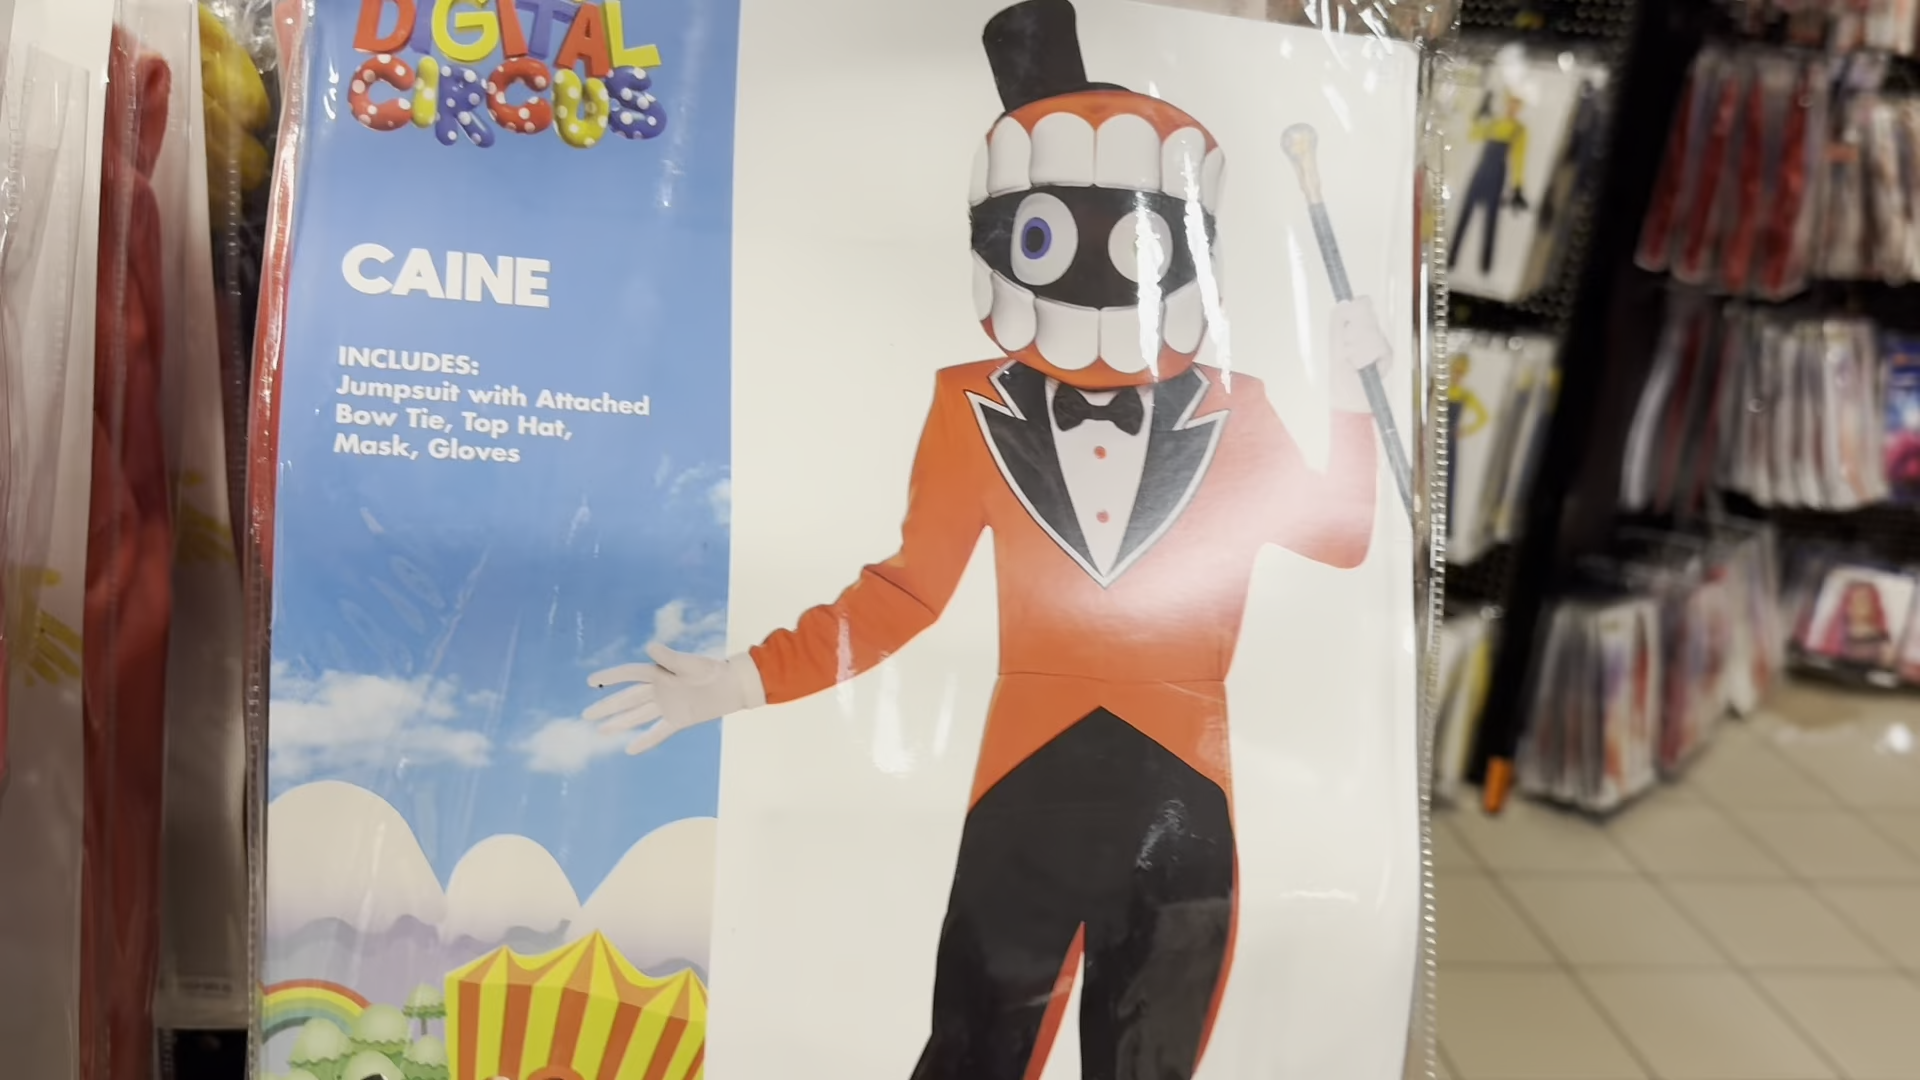 DIGITAL
CIRCUS
CAINE
INCLUDES:
Jumpsuit with Attached
Bow Tie, Top Hat,
Mask, Gloves